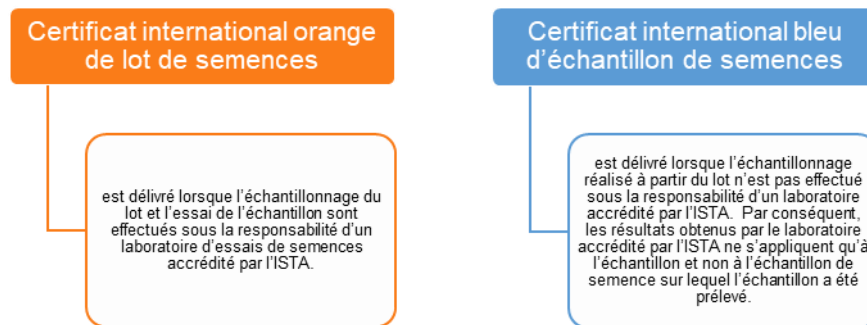 Certificat international orange
de lot de semences
est délivré lorsque l'échantillonnage du
lot et l'essai de l'échantillon sont
effectués sous la responsabilité d'un
laboratoire d'essais de semences
accrédité par l'ISTA.
Certificat international bleu
d'échantillon de semences
est délivré lorsque l'échantillonnage
réalisé à partir du lot n'est pas effectué
sous la responsabilité d'un laboratoire
accrédité par l'ISTA. Par conséquent,
les résultats obtenus par le laboratoire
accrédité par l'ISTA ne s'appliquent qu'à
l'échantillon et non à l'échantillon de
semence sur lequel l'échantillon a été
prélevé.